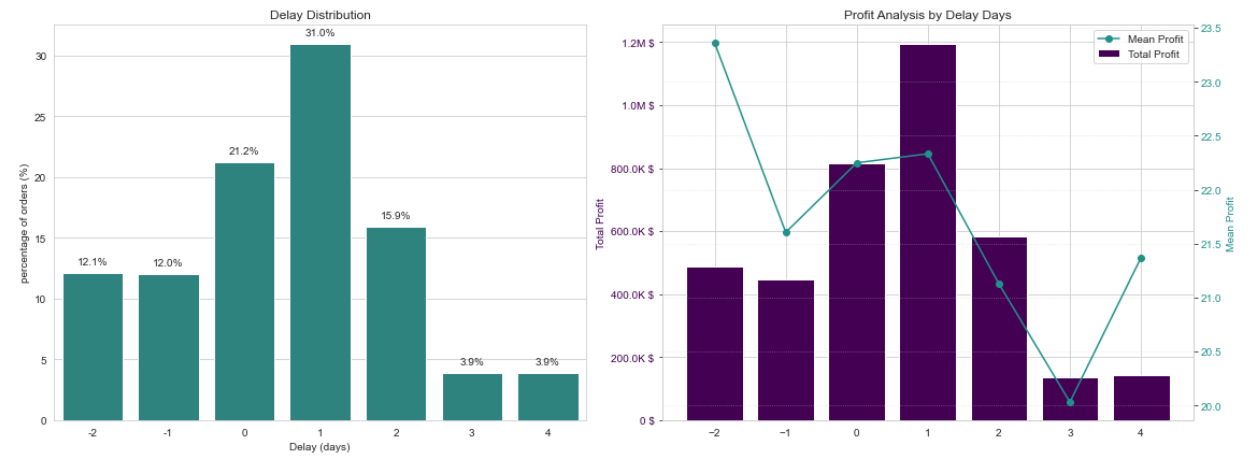 Delay Distribution
percentage of orders (%)
30
25
20
15
10
5
0
12.1%
12.0%
21.2%
31.0%
15.9%
3.9%
3.9%
-2
-1
0
1
2
3
4
Delay (days)
Profit Analysis by Delay Days
Mean Profit
Total Profit
Total Profit
1.2M $
1.0M $
800.0K $
600.0K $
400.0K $
200.0K $
0 $
−2
−1
0
1
2
3
4
23.5
23.0
22.5
22.0
21.5
21.0
20.5
20.0
Mean Profit